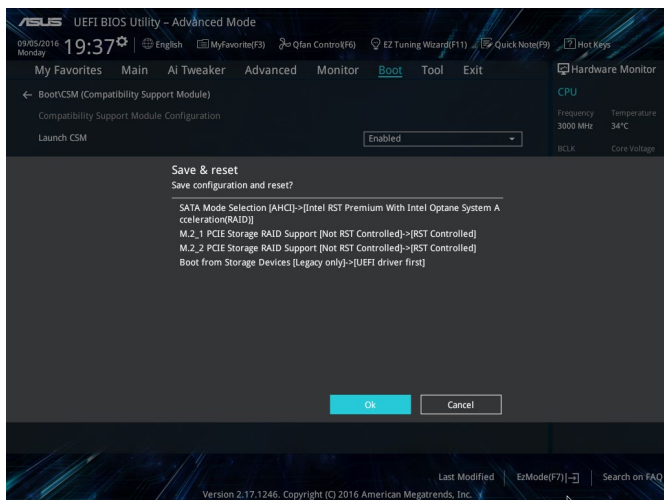 ASUS UEFI BIOS Utility – Advanced Mode
09/05/2016 Monday 19:37 English MyFavorite(F3) Qfan Control(F6) EZ Tuning Wizard(F11) Quick Note(F9) Hot Keys
My Favorites Main Ai Tweaker Advanced Monitor Boot Tool Exit Hardware Monitor
← Boot\CSM (Compatibility Support Module) CPU
Compatibility Support Module Configuration Frequency Temperature
Launch CSM Enabled 3000 MHz 34°C
BCLK Core Voltage
Save & reset
Save configuration and reset?
SATA Mode Selection [AHCI]->[Intel RST Premium With Intel Optane System A
cceleration(RAID)]
M.2_1 PCIE Storage RAID Support [Not RST Controlled]->[RST Controlled]
M.2_2 PCIE Storage RAID Support [Not RST Controlled]->[RST Controlled]
Boot from Storage Devices [Legacy only]->[UEFI driver first]
Ok Cancel
Last Modified EzMode(F7) Search on FAQ
Version 2.17.1246. Copyright (C) 2016 American Megatrends, Inc.